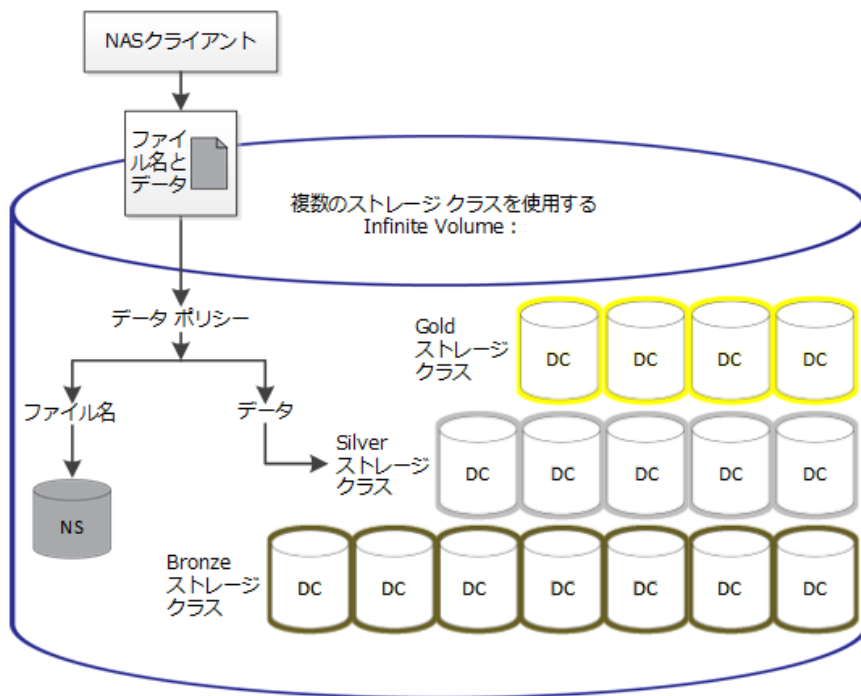 NASクライアント
ファイ
ル名と
データ
複数のストレージ クラスを使用する
Infinite Volume :
データ ポリシー
ファイル名
データ
NS
Gold
ストレージ
クラス
DC DC DC DC
Silver
ストレージ
クラス
DC DC DC DC DC
Bronze
ストレージ
クラス
DC DC DC DC DC DC DC